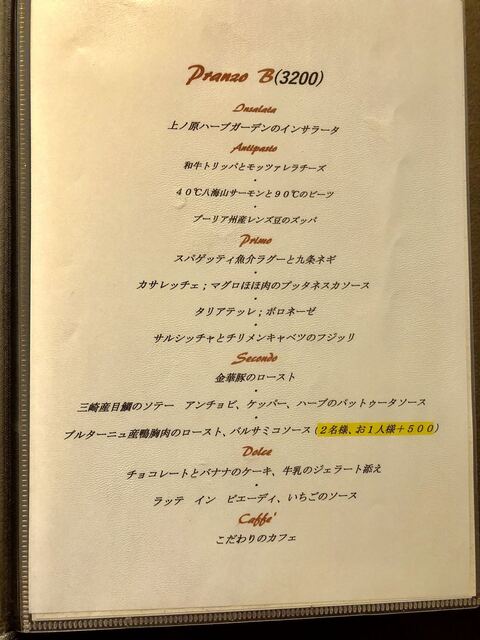 Pranzo B(3200)
Insalata
上ノ原ハーブガーデンのインサラータ
Antipasto
和牛トリッパとモッツァレラチーズ
・
４０℃八海山サーモンと９０℃のビーツ
・
プーリア州産レンズ豆のズッパ
Primo
スパゲッティ魚介ラグーと九条ネギ
・
カサレッチェ；マグロほほ肉のプッタネスカソース
・
タリアテッレ；ボロネーゼ
・
サルシッチャとチリメンキャベツのフジッリ
Secondo
金華豚のロースト
・
三崎産目鯛のソテー　アンチョビ、ケッパー、ハーブのバットゥータソース
・
ブルターニュ産鴨胸肉のロースト、バルサミコソース（２名様、お１人様＋５００）
Dolce
チョコレートとバナナのケーキ、牛乳のジェラート添え
・
ラッテ　イン　ピエーディ、いちごのソース
Caffe'
こだわりのカフェ